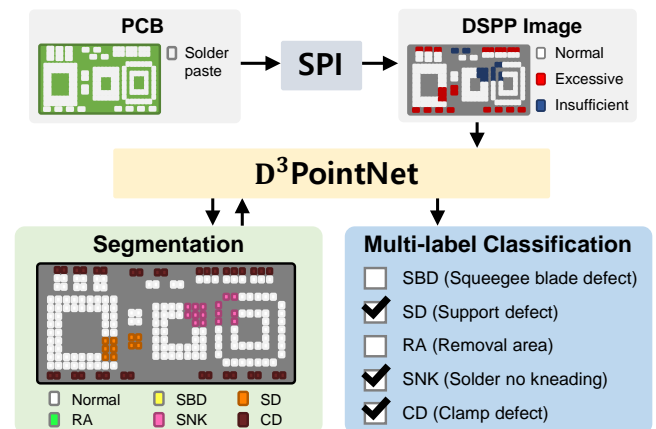 PCB
Solder
paste
SPI
DSPP Image
Normal
Excessive
Insufficient
D³PointNet
Segmentation
Normal
SBD
SD
RA
SNK
CD
Multi-label Classification
SBD (Squeegee blade defect)
SD (Support defect)
RA (Removal area)
SNK (Solder no kneading)
CD (Clamp defect)